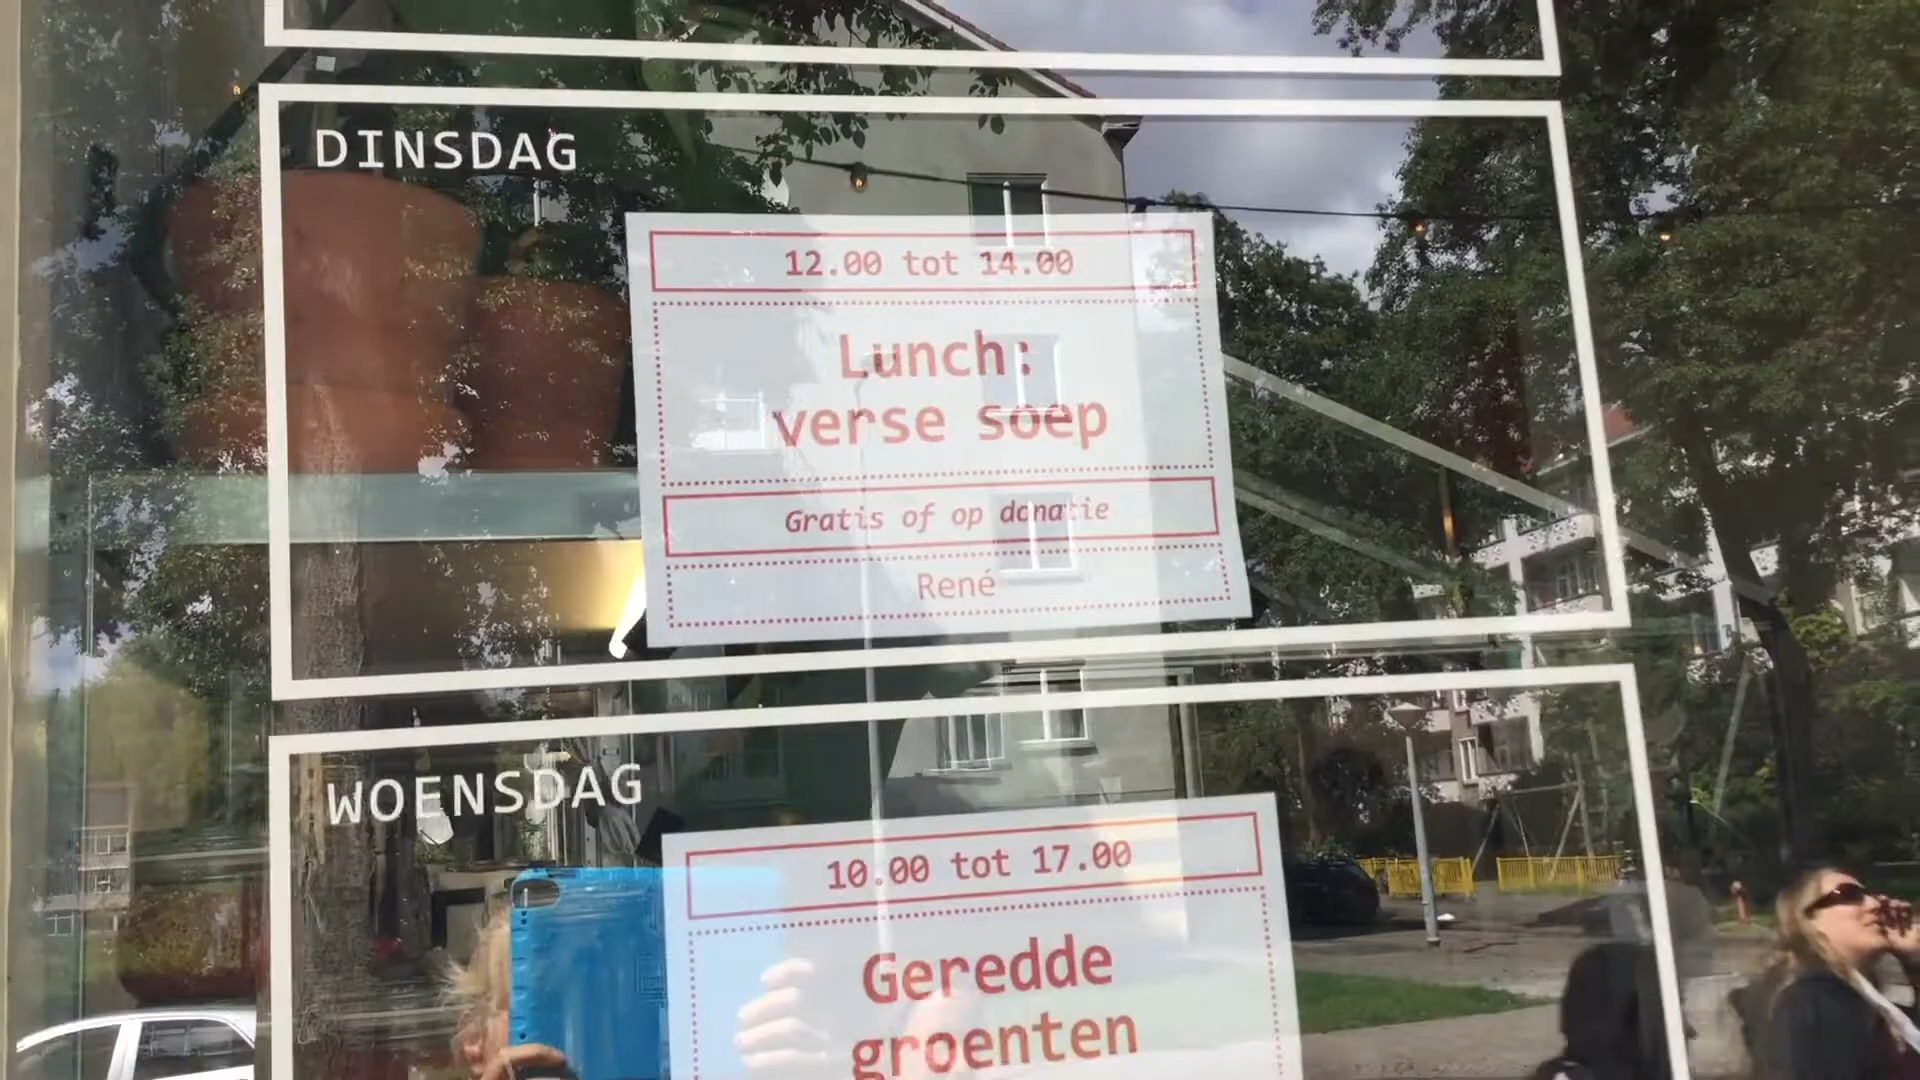 DINSDAG
12.00 tot 14.00
Lunch:
verse soep
Gratis of op donatie
René
WOENSDAG
10.00 tot 17.00
Geredde
groenten